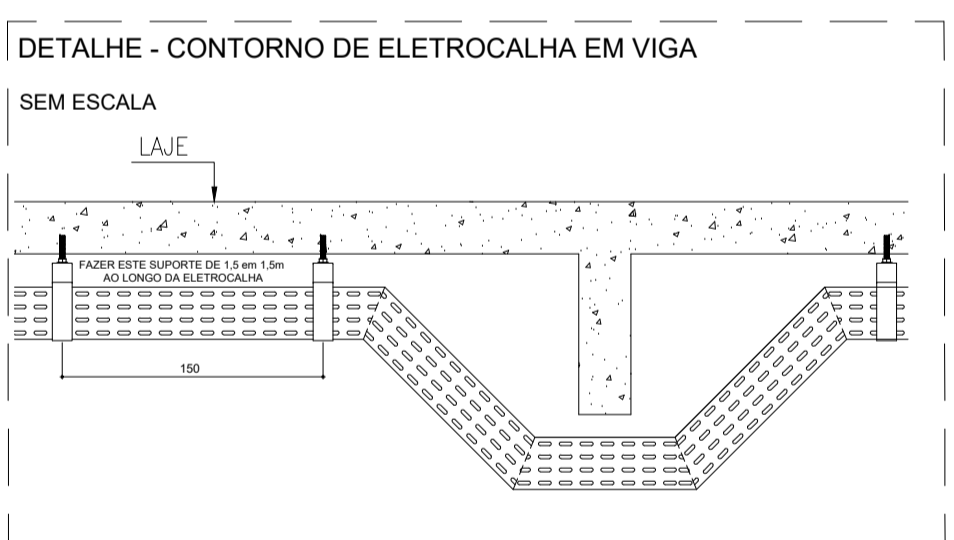 DETALHE - CONTORNO DE ELETROCALHA EM VIGA
SEM ESCALA
LAJE
FAZER ESTE SUPORTE DE 1,5 em 1,5m
AO LONGO DA ELETROCALHA
150